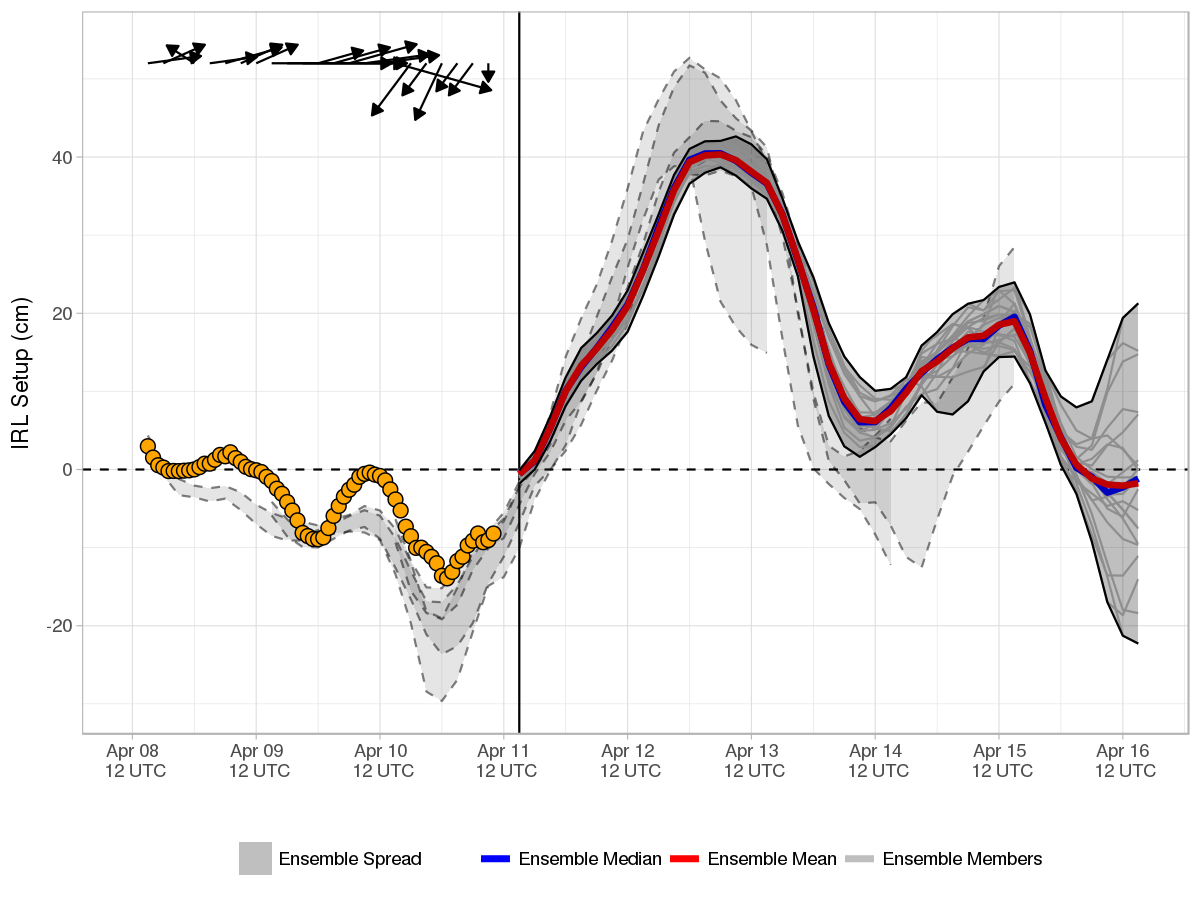 IRL Setup (cm)
40
20
0
-20
Apr 08
12 UTC
Apr 09
12 UTC
Apr 10
12 UTC
Apr 11
12 UTC
Apr 12
12 UTC
Apr 13
12 UTC
Apr 14
12 UTC
Apr 15
12 UTC
Apr 16
12 UTC
Ensemble Spread
Ensemble Median
Ensemble Mean
Ensemble Members